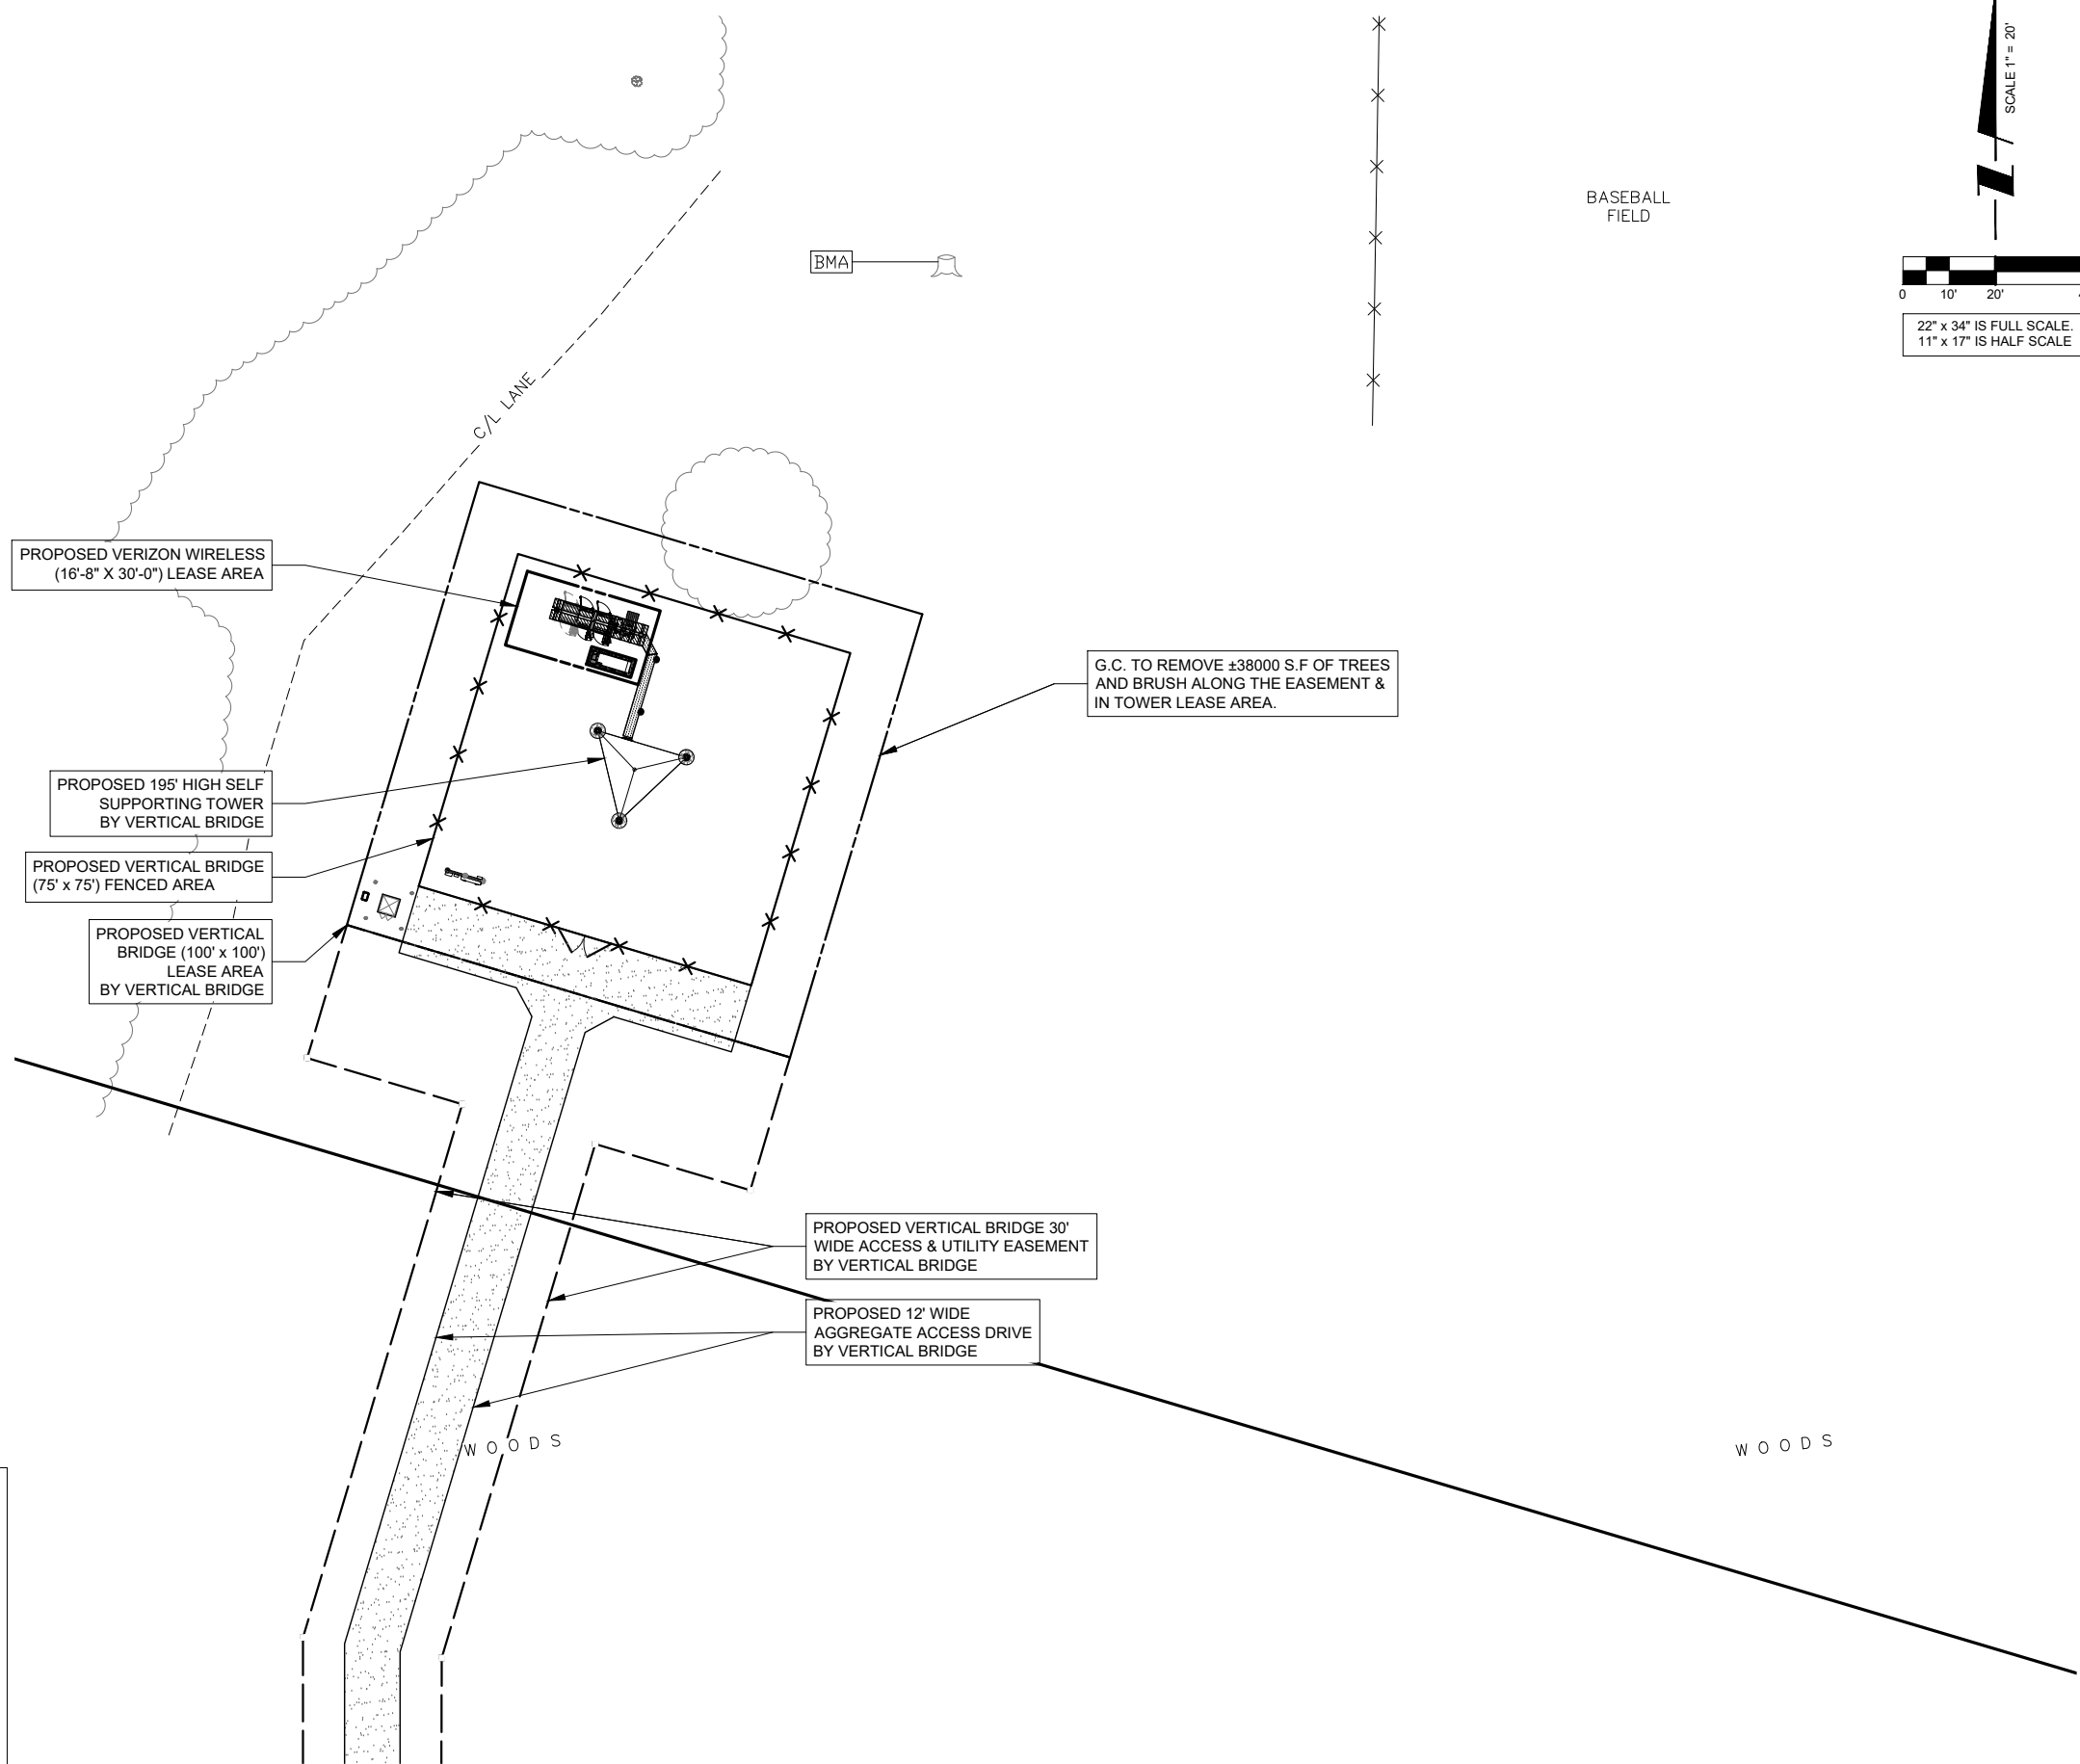 SCALE 1" = 20'
BASEBALL
FIELD
BMA
0 10' 20'
22" x 34" IS FULL SCALE.
11" x 17" IS HALF SCALE
C/L LANE
PROPOSED VERIZON WIRELESS
(16'-8" X 30'-0") LEASE AREA
G.C. TO REMOVE ±38000 S.F OF TREES
AND BRUSH ALONG THE EASEMENT &
IN TOWER LEASE AREA.
PROPOSED 195' HIGH SELF
SUPPORTING TOWER
BY VERTICAL BRIDGE
PROPOSED VERTICAL BRIDGE
(75' x 75') FENCED AREA
PROPOSED VERTICAL
BRIDGE (100' x 100')
LEASE AREA
BY VERTICAL BRIDGE
PROPOSED VERTICAL BRIDGE 30'
WIDE ACCESS & UTILITY EASEMENT
BY VERTICAL BRIDGE
PROPOSED 12' WIDE
AGGREGATE ACCESS DRIVE
BY VERTICAL BRIDGE
WOODS
WOODS